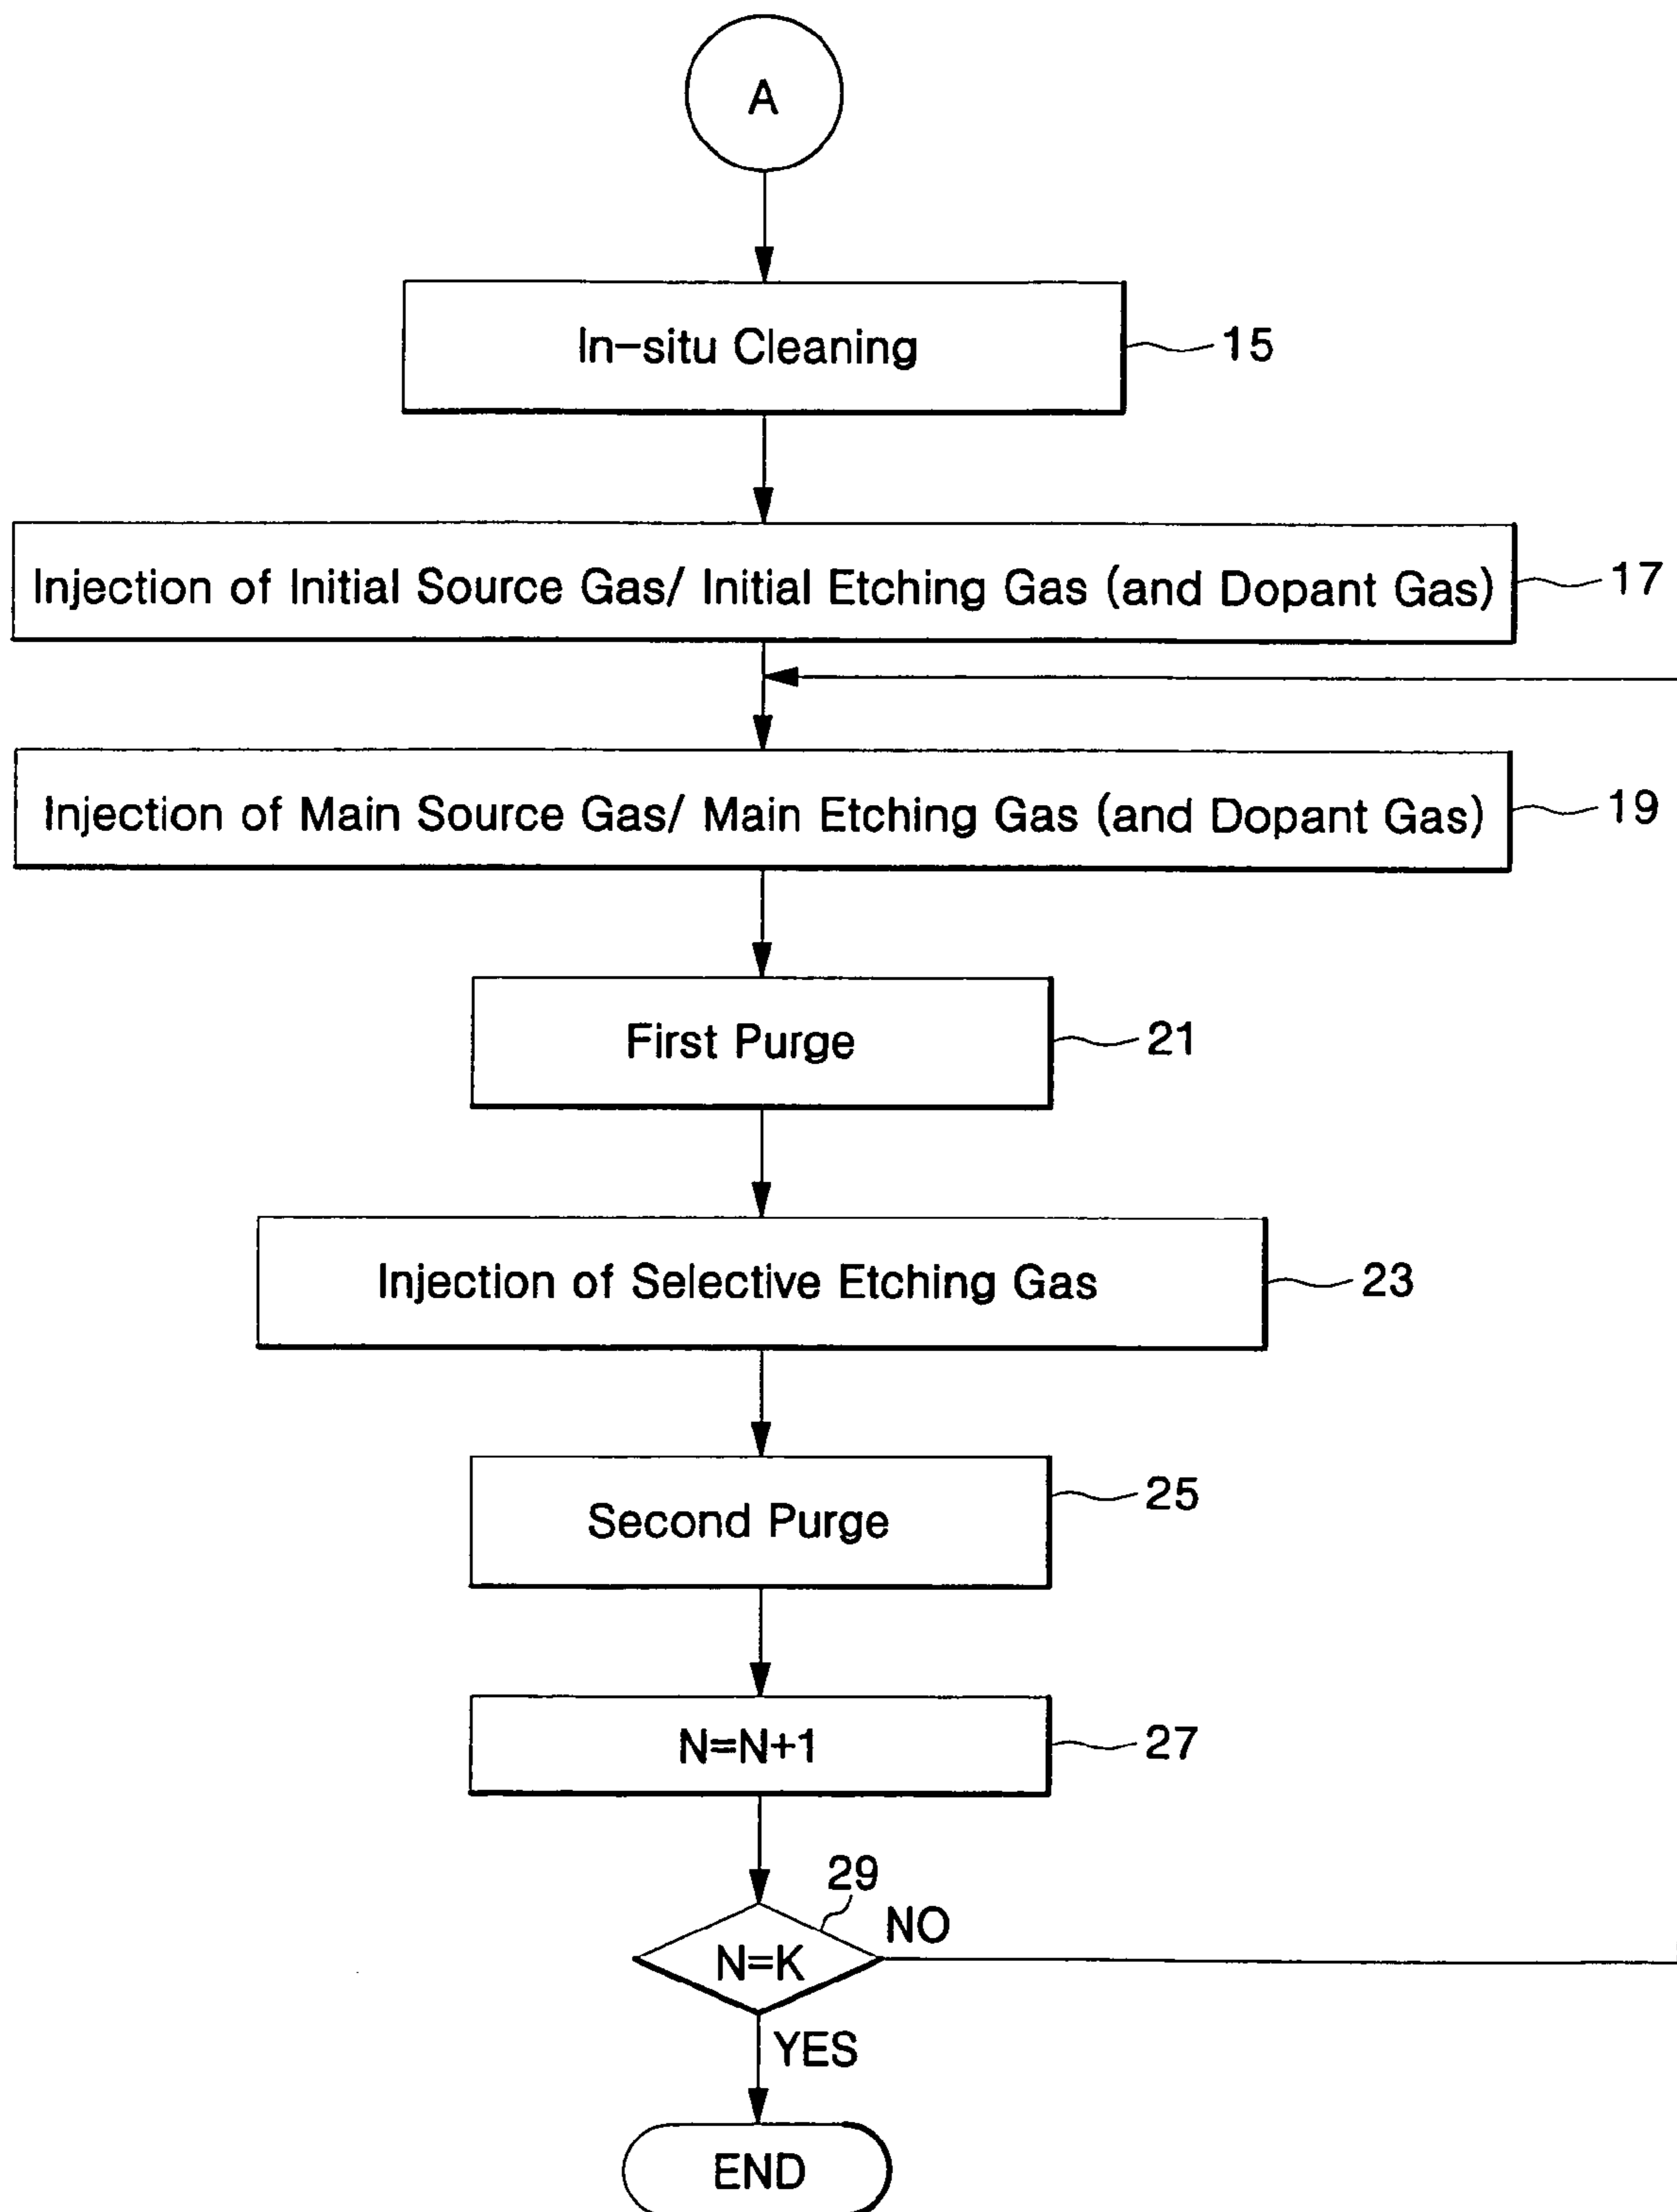 A
In-situ Cleaning
15
Injection of Initial Source Gas/ Initial Etching Gas (and Dopant Gas)
17
Injection of Main Source Gas/ Main Etching Gas (and Dopant Gas)
19
First Purge
21
Injection of Selective Etching Gas
23
Second Purge
25
N=N+1
27
29
N=K
NO
YES
END